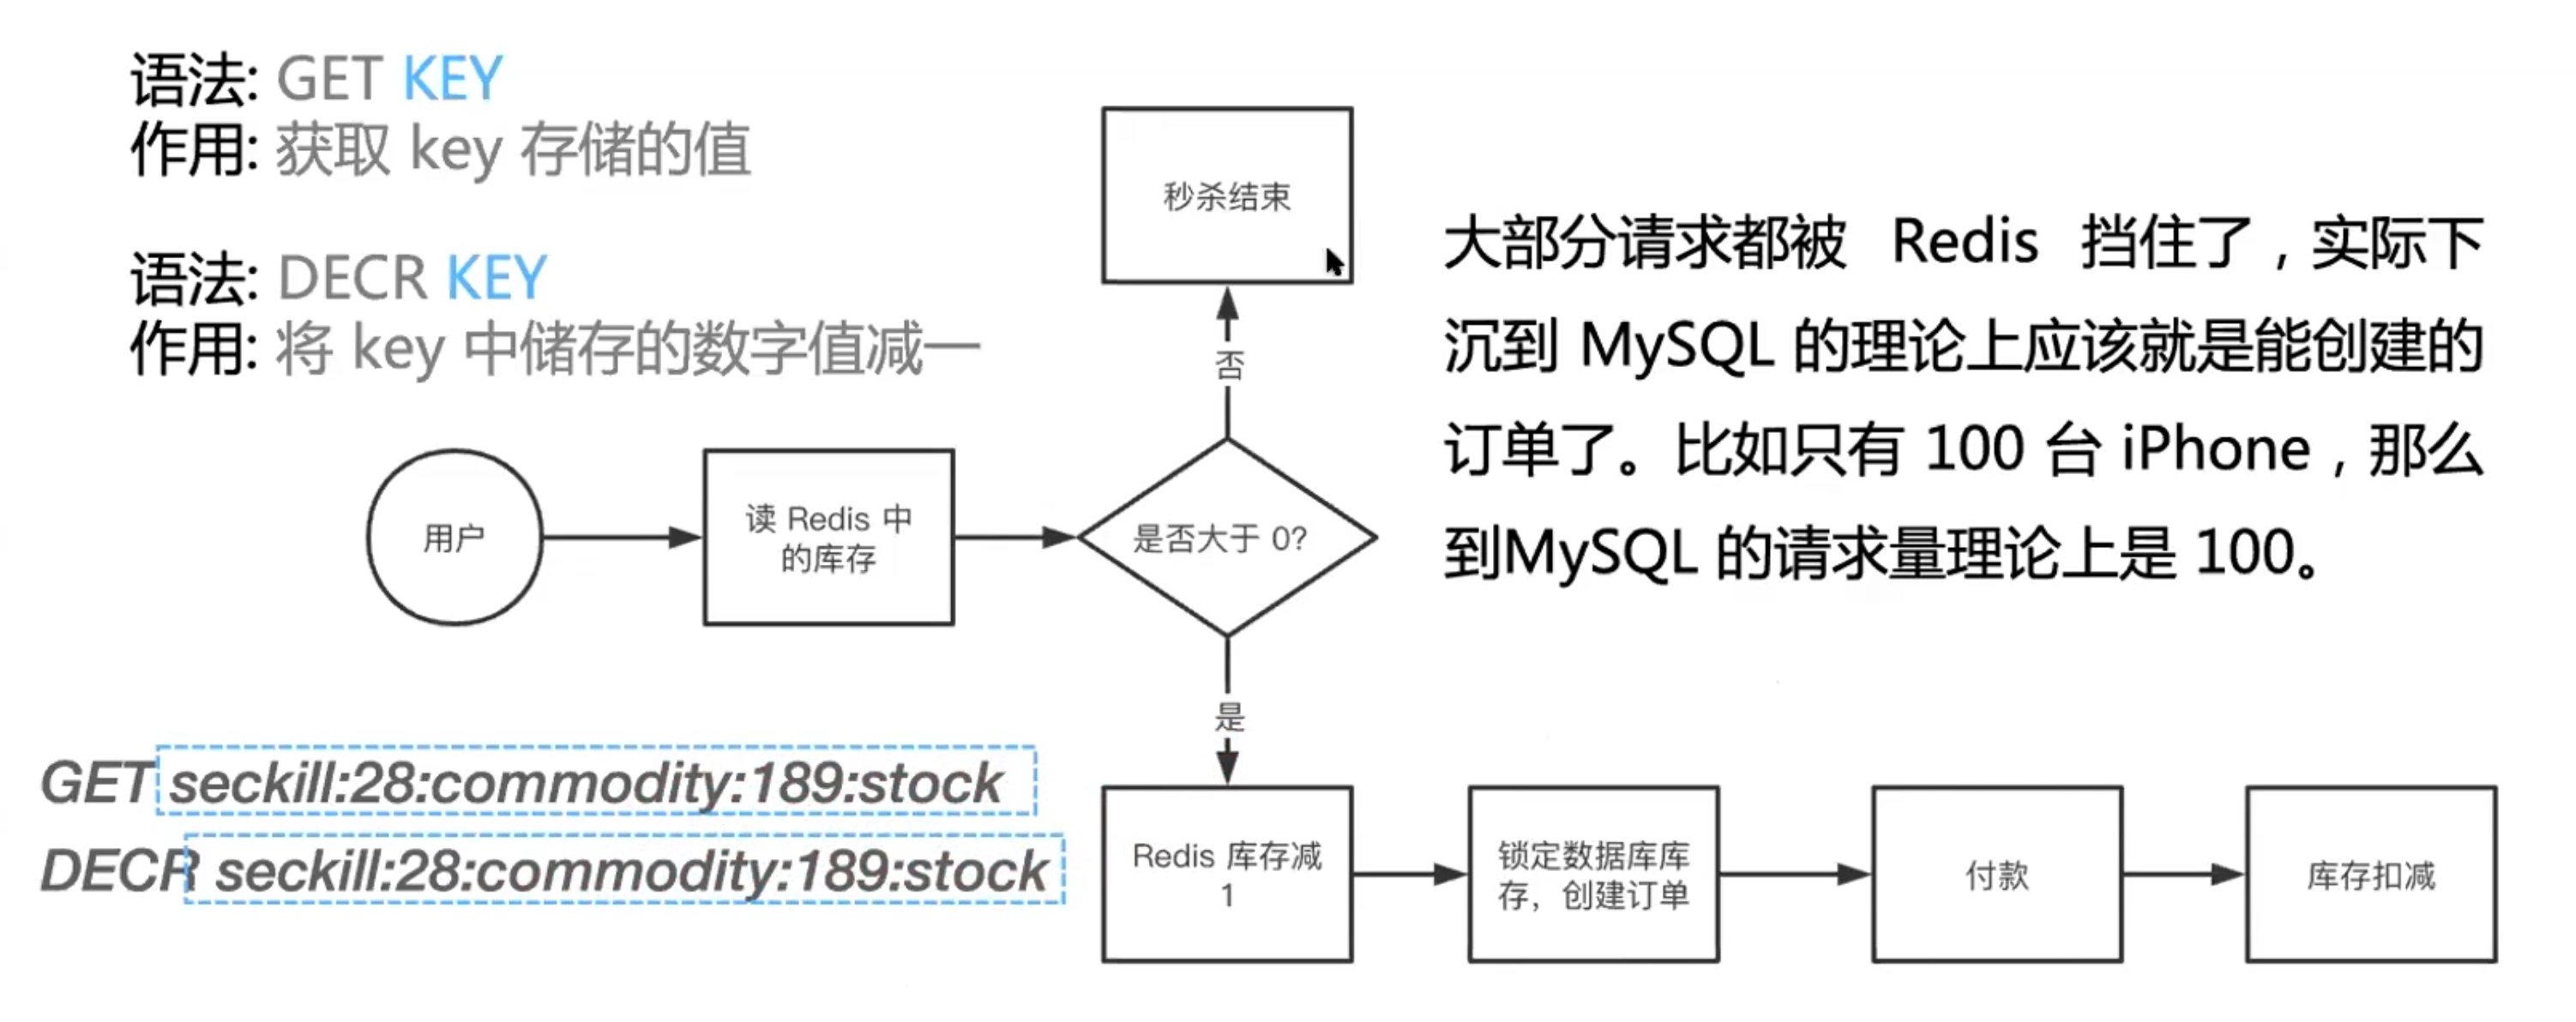 语法: GET KEY
作用: 获取 key 存储的值
语法: DECR KEY
作用: 将 key 中储存的数字值减一
秒杀结束
否
用户
读 Redis 中
的库存
是否大于 0?
是
大部分请求都被 Redis 挡住了，实际下
沉到 MySQL 的理论上应该就是能创建的
订单了。比如只有 100 台 iPhone，那么
到MySQL 的请求量理论上是 100。
GET seckill:28:commodity:189:stock
DECR seckill:28:commodity:189:stock
Redis 库存减
1
锁定数据库库
存，创建订单
付款
库存扣减